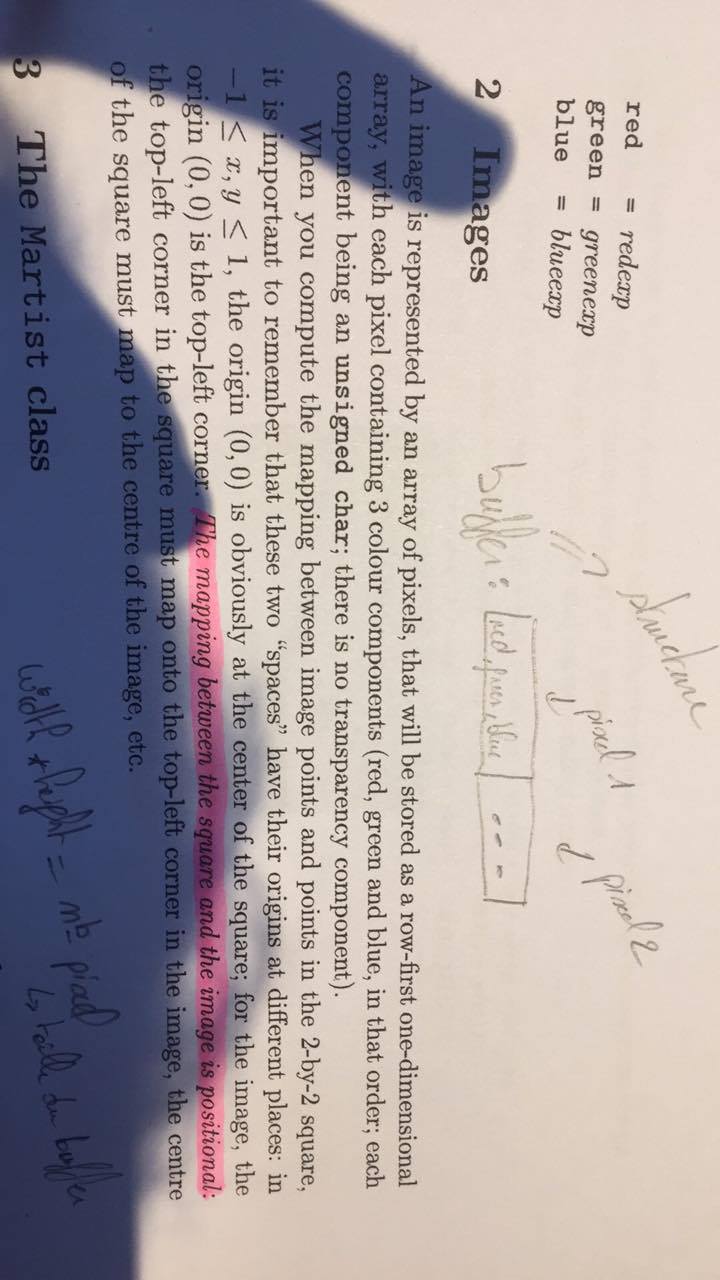 structure
pixel 1
pixel 2
red = redexp
green = greenexp
blue = blueexp
buffer: red, green, blue ----
2 Images
An image is represented by an array of pixels, that will be stored as a row-first one-dimensional
array, with each pixel containing 3 colour components (red, green and blue, in that order; each
component being an unsigned char; there is no transparency component).
When you compute the mapping between image points and points in the 2-by-2 square,
it is important to remember that these two “spaces” have their origins at different places: in
−1 ≤ x, y ≤ 1, the origin (0,0) is obviously at the center of the square; for the image, the
origin (0,0) is the top-left corner. The mapping between the square and the image is positional:
the top-left corner in the square must map onto the top-left corner in the image, the centre
of the square must map to the centre of the image, etc.
width * height = nb pixel
↳ taille du buffer
3 The Martist class